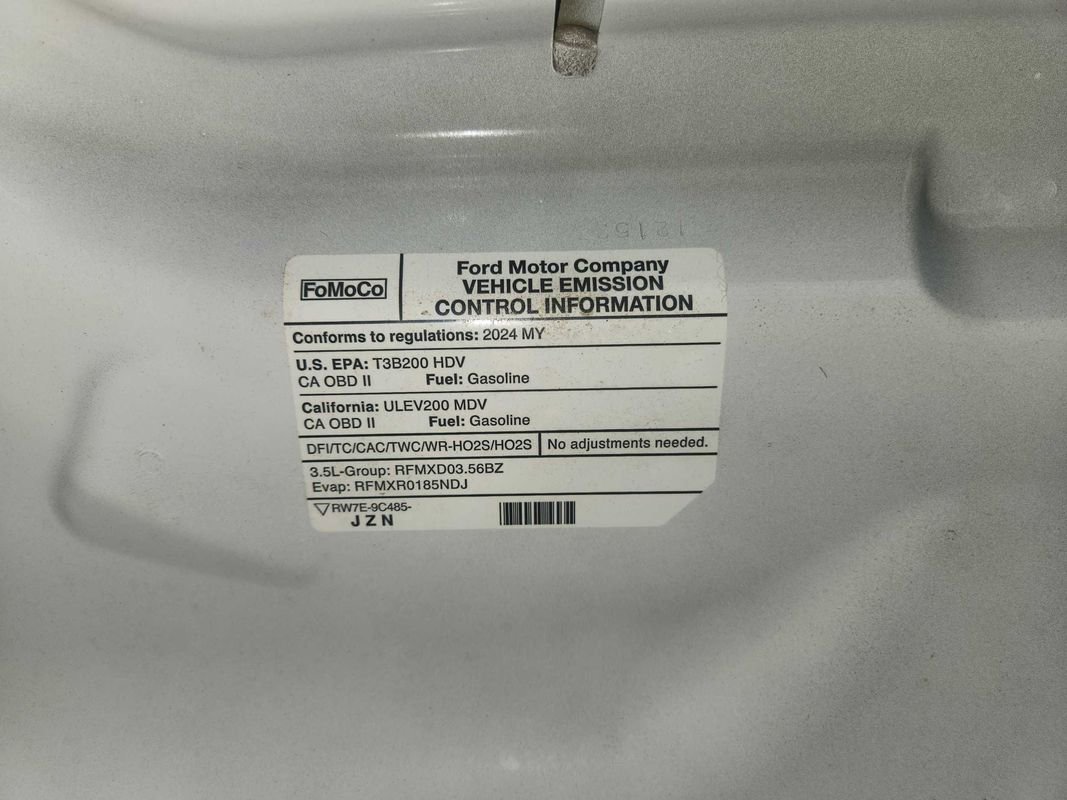 FoMoCo
Ford Motor Company
VEHICLE EMISSION
CONTROL INFORMATION
Conforms to regulations: 2024 MY
U.S. EPA: T3B200 HDV
CA OBD II Fuel: Gasoline
California: ULEV200 MDV
CA OBD II Fuel: Gasoline
DFI/TC/CAC/TWC/WR-HO2S/HO2S No adjustments needed.
3.5L-Group: RFMXD03.56BZ
Evap: RFMXR0185NDJ
RW7E-9C485-
J Z N